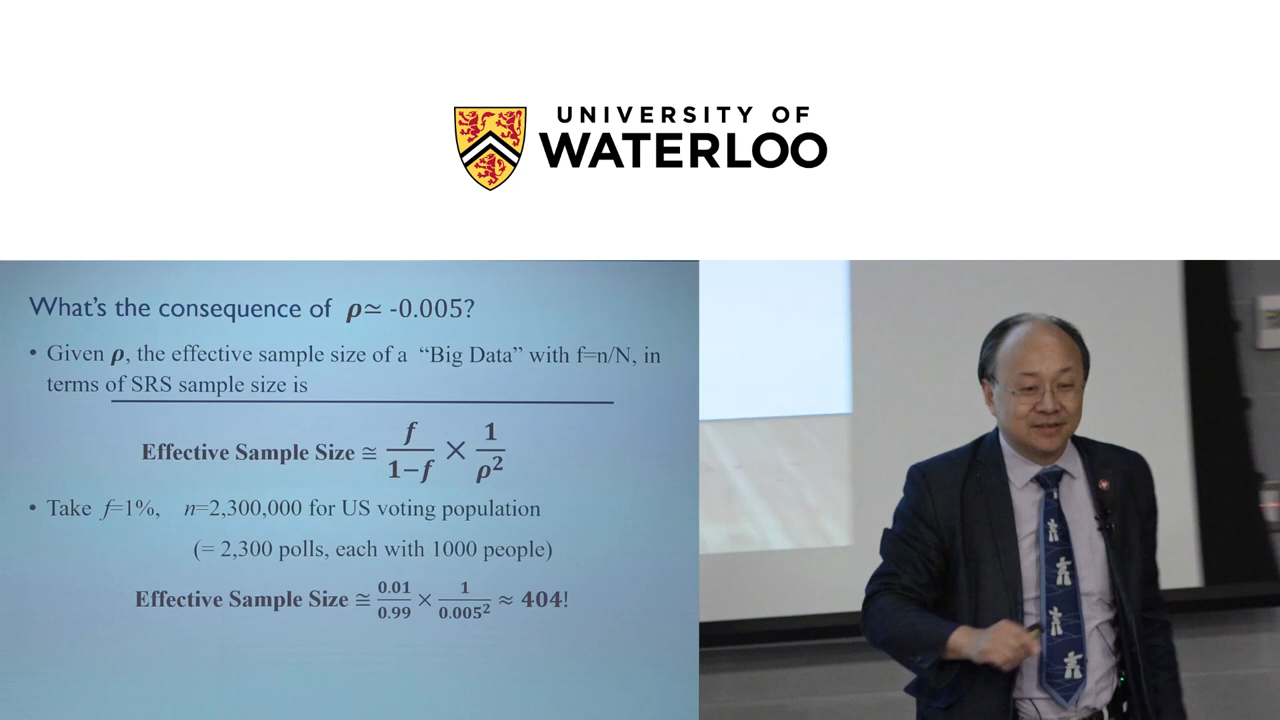 UNIVERSITY OF
WATERLOO
What's the consequence of ρ≃ -0.005?
• Given ρ, the effective sample size of a “Big Data” with f=n/N, in
terms of SRS sample size is
Effective Sample Size ≅ f/(1−f) × 1/ρ²
• Take f=1%, n=2,300,000 for US voting population
(= 2,300 polls, each with 1000 people)
Effective Sample Size ≅ 0.01/0.99 × 1/0.005² ≈ 404!